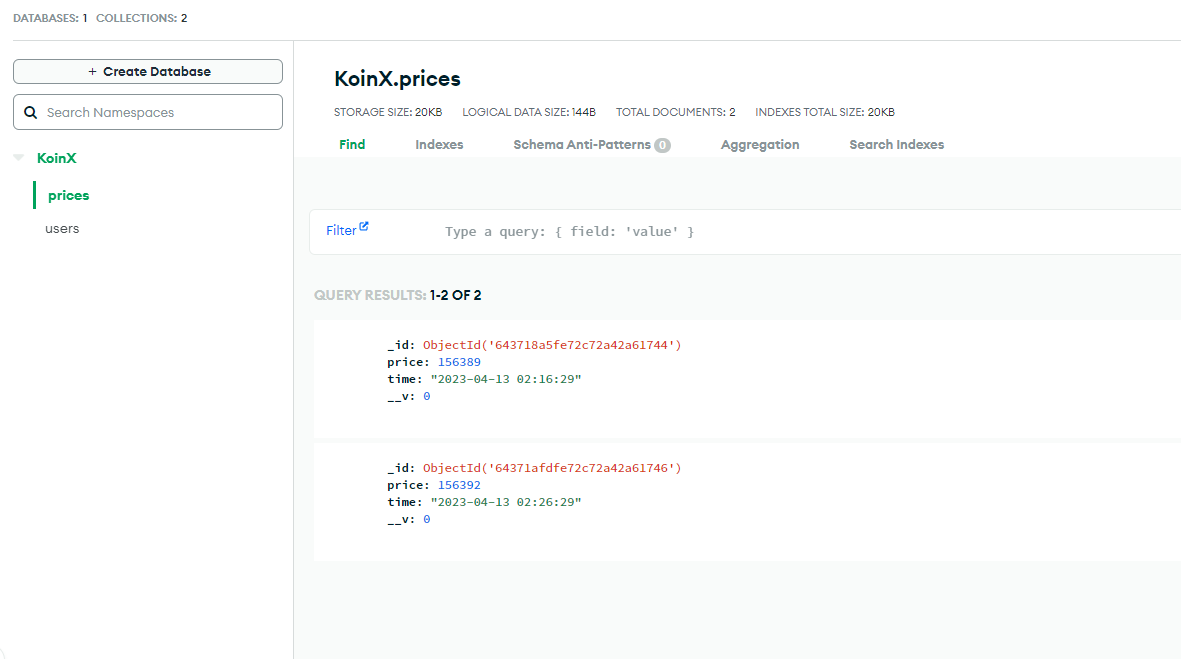 DATABASES: 1 COLLECTIONS: 2
+ Create Database
Search Namespaces
KoinX
prices
users
KoinX.prices
STORAGE SIZE: 20KB LOGICAL DATA SIZE: 144B TOTAL DOCUMENTS: 2 INDEXES TOTAL SIZE: 20KB
Find Indexes Schema Anti-Patterns 0 Aggregation Search Indexes
Filter Type a query: { field: 'value' }
QUERY RESULTS: 1-2 OF 2
_id: ObjectId('643718a5fe72c72a42a61744')
price: 156389
time: "2023-04-13 02:16:29"
__v: 0
_id: ObjectId('64371afdfe72c72a42a61746')
price: 156392
time: "2023-04-13 02:26:29"
__v: 0